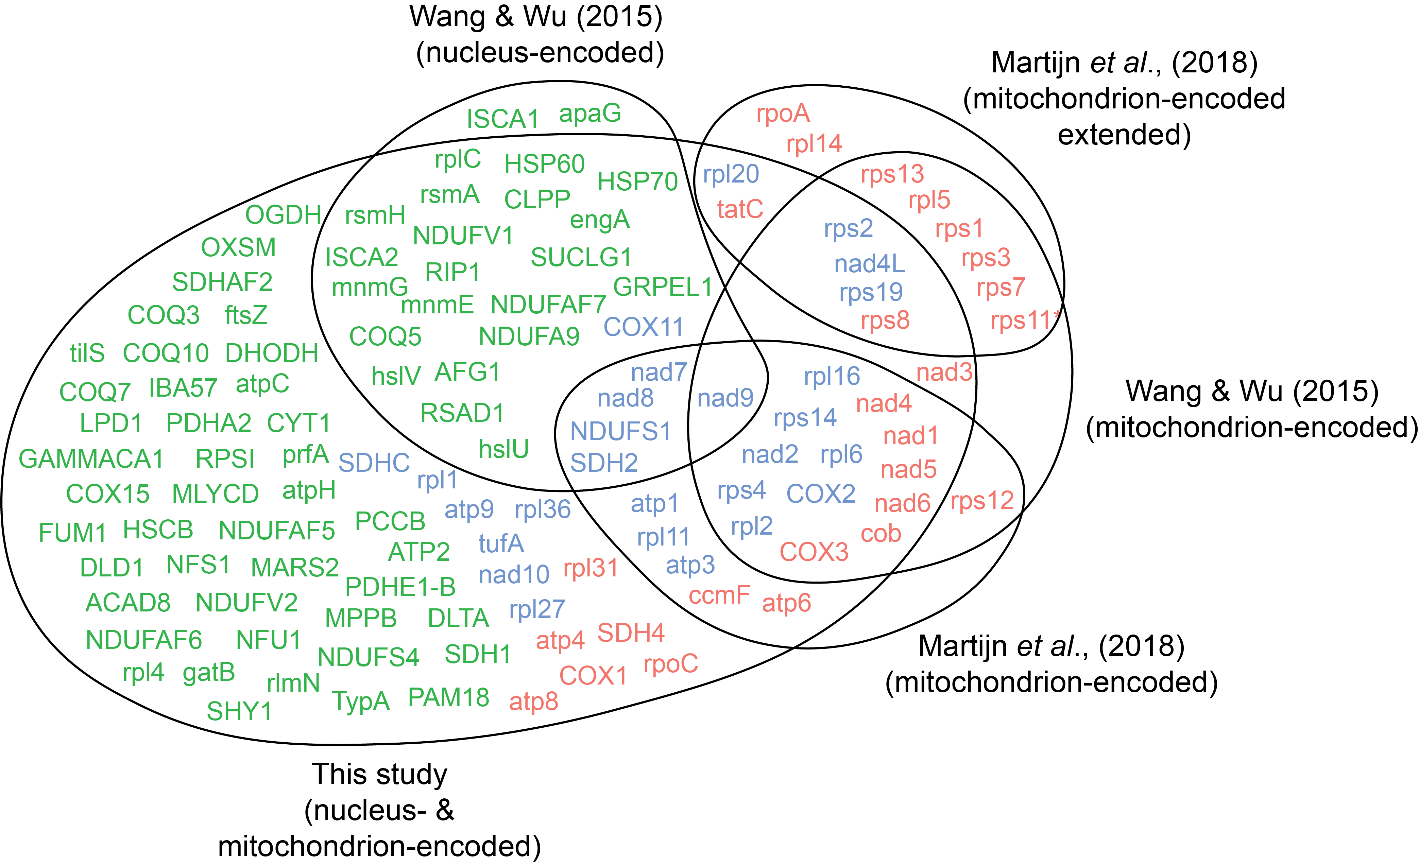 Wang & Wu (2015)
(nucleus-encoded)
Martijn et al., (2018)
(mitochondrion-encoded
extended)
ISCA1 apaG
rpoA
rpl14
rplC HSP60 HSP70
rsmA CLPP
rpl20
tatC
rps13
rpl5
OGDH rsmH engA
NDUFV1
rps2 rps1
OXSM ISCA2 RIP1 SUCLG1
nad4L rps3
SDHAF2 mnmG mnmE NDUFAF7 GRPEL1
rps19 rps7
COQ3 ftsZ COQ5 NDUFA9 COX11
rps8 rps11*
tilS COQ10 DHODH
hslV AFG1 nad7 rpl16 nad3
COQ7 IBA57 atpC
nad8 nad9 nad4
Wang & Wu (2015)
(mitochondrion-encoded)
LPD1 PDHA2 CYT1 RSAD1
NDUFS1 rps14 nad1
GAMMACA1 RPSI prfA SDHC hslU
SDH2 nad2 rpl6 nad5
COX15 MLYCD atpH rpl1
rps4 COX2 nad6 rps12
atp9 rpl36 atp1
FUM1 HSCB NDUFAF5 PCCB
rpl2 cob
tufA rpl11
ATP2 COX3
DLD1 NFS1 MARS2 nad10 rpl31 atp3
PDHE1-B
ccmF atp6
ACAD8 NDUFV2 MPPB DLTA rpl27
NDUFAF6 NFU1 atp4 SDH4
NDUFS4 SDH1
Martijn et al., (2018)
(mitochondrion-encoded)
rpl4 gatB rlmN COX1 rpoC
SHY1 TypA PAM18 atp8
This study
(nucleus- &
mitochondrion-encoded)